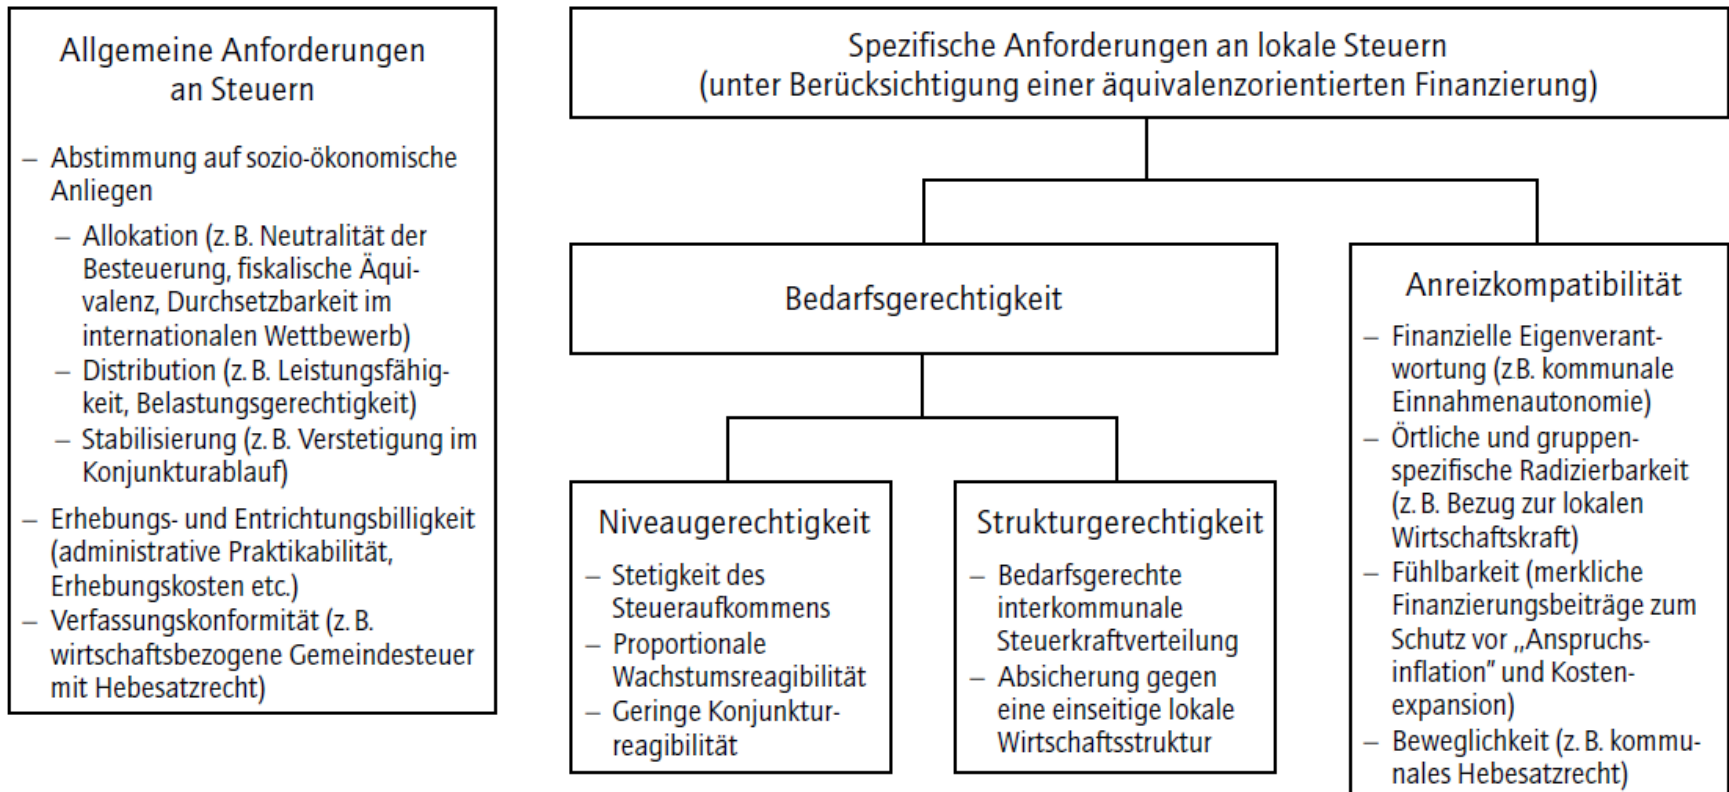 Allgemeine Anforderungen
an Steuern
– Abstimmung auf sozio-ökonomische
Anliegen
– Allokation (z. B. Neutralität der
Besteuerung, fiskalische Äqui-
valenz, Durchsetzbarkeit im
internationalen Wettbewerb)
– Distribution (z. B. Leistungsfähig-
keit, Belastungsgerechtigkeit)
– Stabilisierung (z. B. Verstetigung im
Konjunkturablauf)
– Erhebungs- und Entrichtungsbilligkeit
(administrative Praktikabilität,
Erhebungskosten etc.)
– Verfassungskonformität (z. B.
wirtschaftsbezogene Gemeindesteuer
mit Hebesatzrecht)
Spezifische Anforderungen an lokale Steuern
(unter Berücksichtigung einer äquivalenzorientierten Finanzierung)
Bedarfsgerechtigkeit
Niveaugerechtigkeit
– Stetigkeit des
Steueraufkommens
– Proportionale
Wachstumsreagibilität
– Geringe Konjunktur-
reagibilität
Strukturgerechtigkeit
– Bedarfsgerechte
interkommunale
Steuerkraftverteilung
– Absicherung gegen
eine einseitige lokale
Wirtschaftsstruktur
Anreizkompatibilität
– Finanzielle Eigenverant-
wortung (z B. kommunale
Einnahmenautonomie)
– Örtliche und gruppen-
spezifische Radizierbarkeit
(z. B. Bezug zur lokalen
Wirtschaftskraft)
– Fühlbarkeit (merkliche
Finanzierungsbeiträge zum
Schutz vor „Anspruchs-
inflation" und Kosten-
expansion)
– Beweglichkeit (z. B. kommu-
nales Hebesatzrecht)